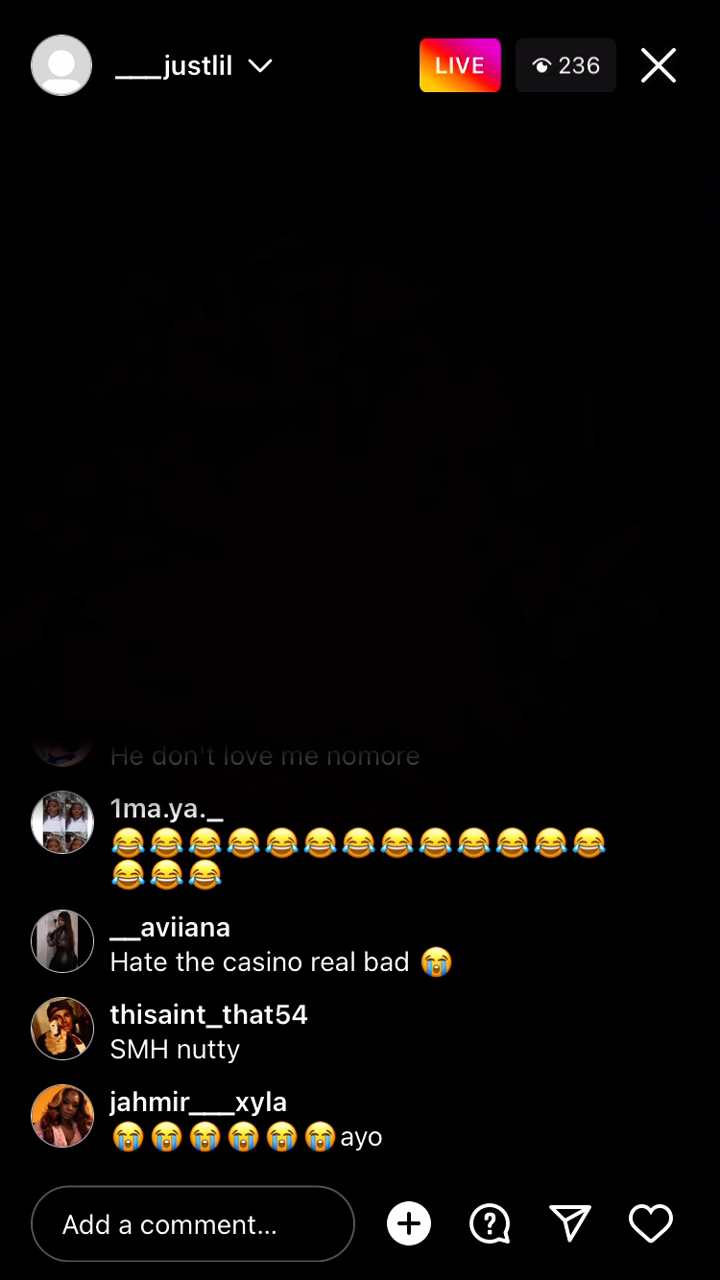 ___justlil
LIVE
236
He don't love me nomore
1ma.ya._
😂😂😂😂😂😂😂😂😂😂😂😂😂
😂😂😂
__aviiana
Hate the casino real bad 😭
thisaint_that54
SMH nutty
jahmir___xyla
😭😭😭😭😭😭ayo
Add a comment...